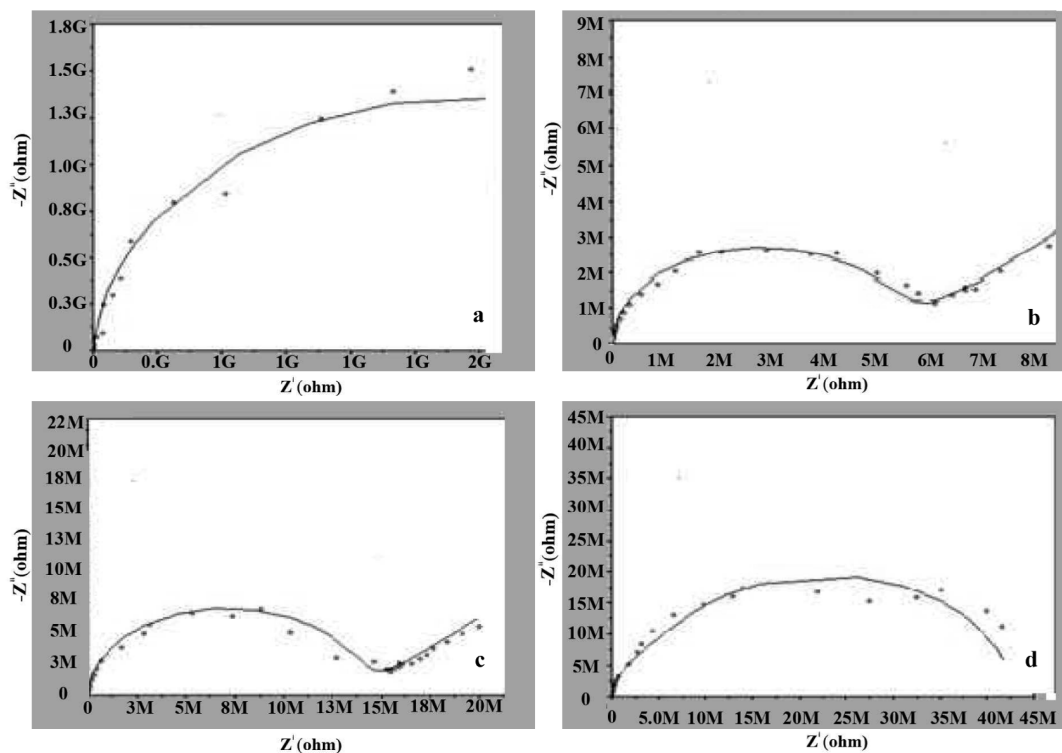 1.8G
1.5G
1.3G
1.0G
0.8G
0.5G
0.3G
0
-Z" (ohm)
a
0 0.G 1G 1G 1G 2G
Z' (ohm)
9M
8M
7M
6M
5M
4M
3M
2M
1M
0
-Z" (ohm)
b
1M 2M 3M 4M 5M 6M 7M 8M
Z' (ohm)
22M
20M
18M
15M
13M
10M
8M
5M
3M
0
-Z" (ohm)
c
0 3M 5M 8M 10M 13M 15M 18M 20M
Z' (ohm)
45M
40M
35M
30M
25M
20M
15M
10M
5M
0
-Z" (ohm)
d
0 5.0M 10M 15M 20M 25M 30M 35M 40M 45M
Z' (ohm)